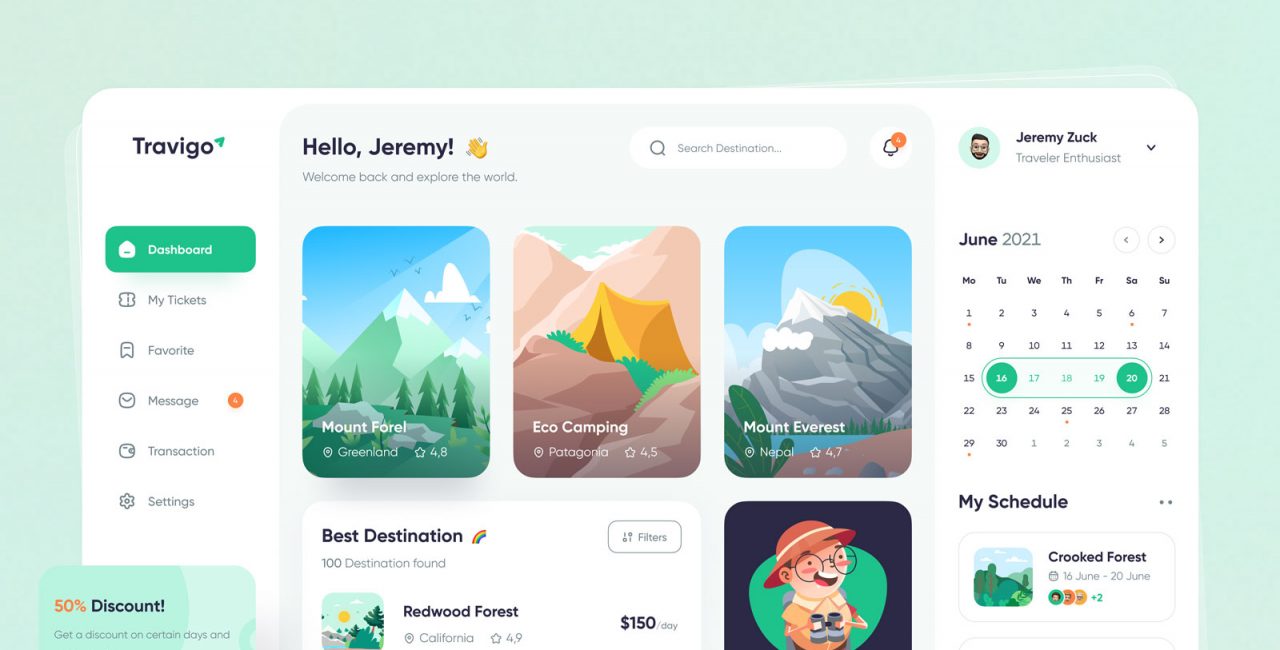 Travigo
Dashboard
My Tickets
Favorite
Message 4
Transaction
Settings
50% Discount!
Get a discount on certain days and
Hello, Jeremy! 👋
Welcome back and explore the world.
Search Destination...
4
Mount Forel
Greenland 4,8
Eco Camping
Patagonia 4,5
Mount Everest
Nepal 4,7
Best Destination 🌈
100 Destination found
Filters
Redwood Forest
California 4,9
$150/day
Jeremy Zuck
Traveler Enthusiast
June 2021
Mo Tu We Th Fr Sa Su
1 2 3 4 5 6 7
8 9 10 11 12 13 14
15 16 17 18 19 20 21
22 23 24 25 26 27 28
29 30 1 2 3 4 5
My Schedule
Crooked Forest
16 June - 20 June
+2